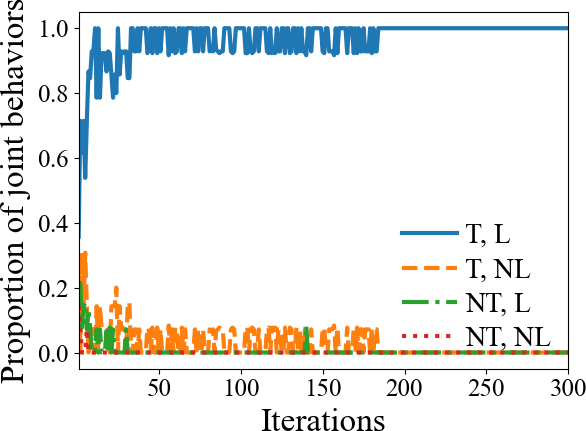 Proportion of joint behaviors
1.0
0.8
0.6
0.4
0.2
0.0
T, L
T, NL
NT, L
NT, NL
50
100
150
200
250
300
Iterations